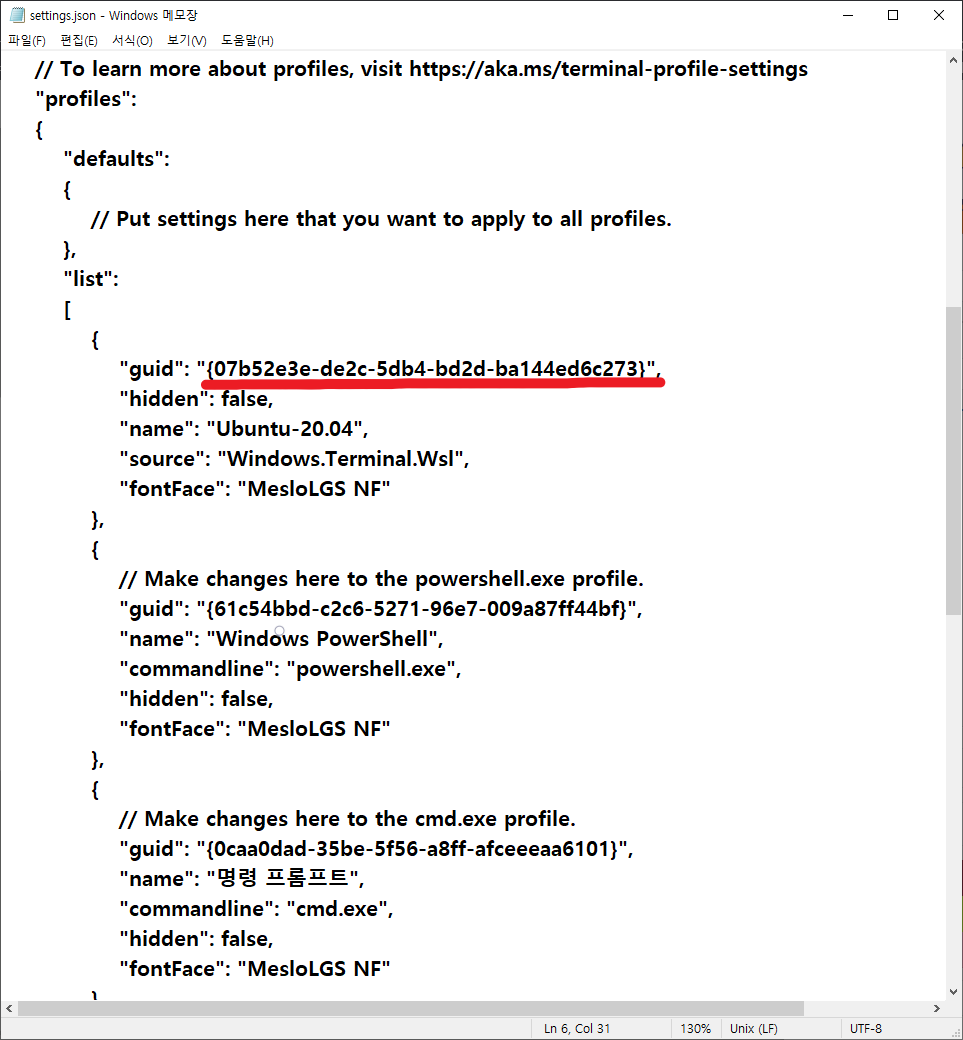 settings.json - Windows 메모장
파일(F) 편집(E) 서식(O) 보기(V) 도움말(H)
// To learn more about profiles, visit https://aka.ms/terminal-profile-settings
"profiles":
{
"defaults":
{
// Put settings here that you want to apply to all profiles.
},
"list":
[
{
"guid": "{07b52e3e-de2c-5db4-bd2d-ba144ed6c273}",
"hidden": false,
"name": "Ubuntu-20.04",
"source": "Windows.Terminal.Wsl",
"fontFace": "MesloLGS NF"
},
{
// Make changes here to the powershell.exe profile.
"guid": "{61c54bbd-c2c6-5271-96e7-009a87ff44bf}",
"name": "Windows PowerShell",
"commandline": "powershell.exe",
"hidden": false,
"fontFace": "MesloLGS NF"
},
{
// Make changes here to the cmd.exe profile.
"guid": "{0caa0dad-35be-5f56-a8ff-afceeeaa6101}",
"name": "명령 프롬프트",
"commandline": "cmd.exe",
"hidden": false,
"fontFace": "MesloLGS NF"
}
Ln 6, Col 31 130% Unix (LF) UTF-8